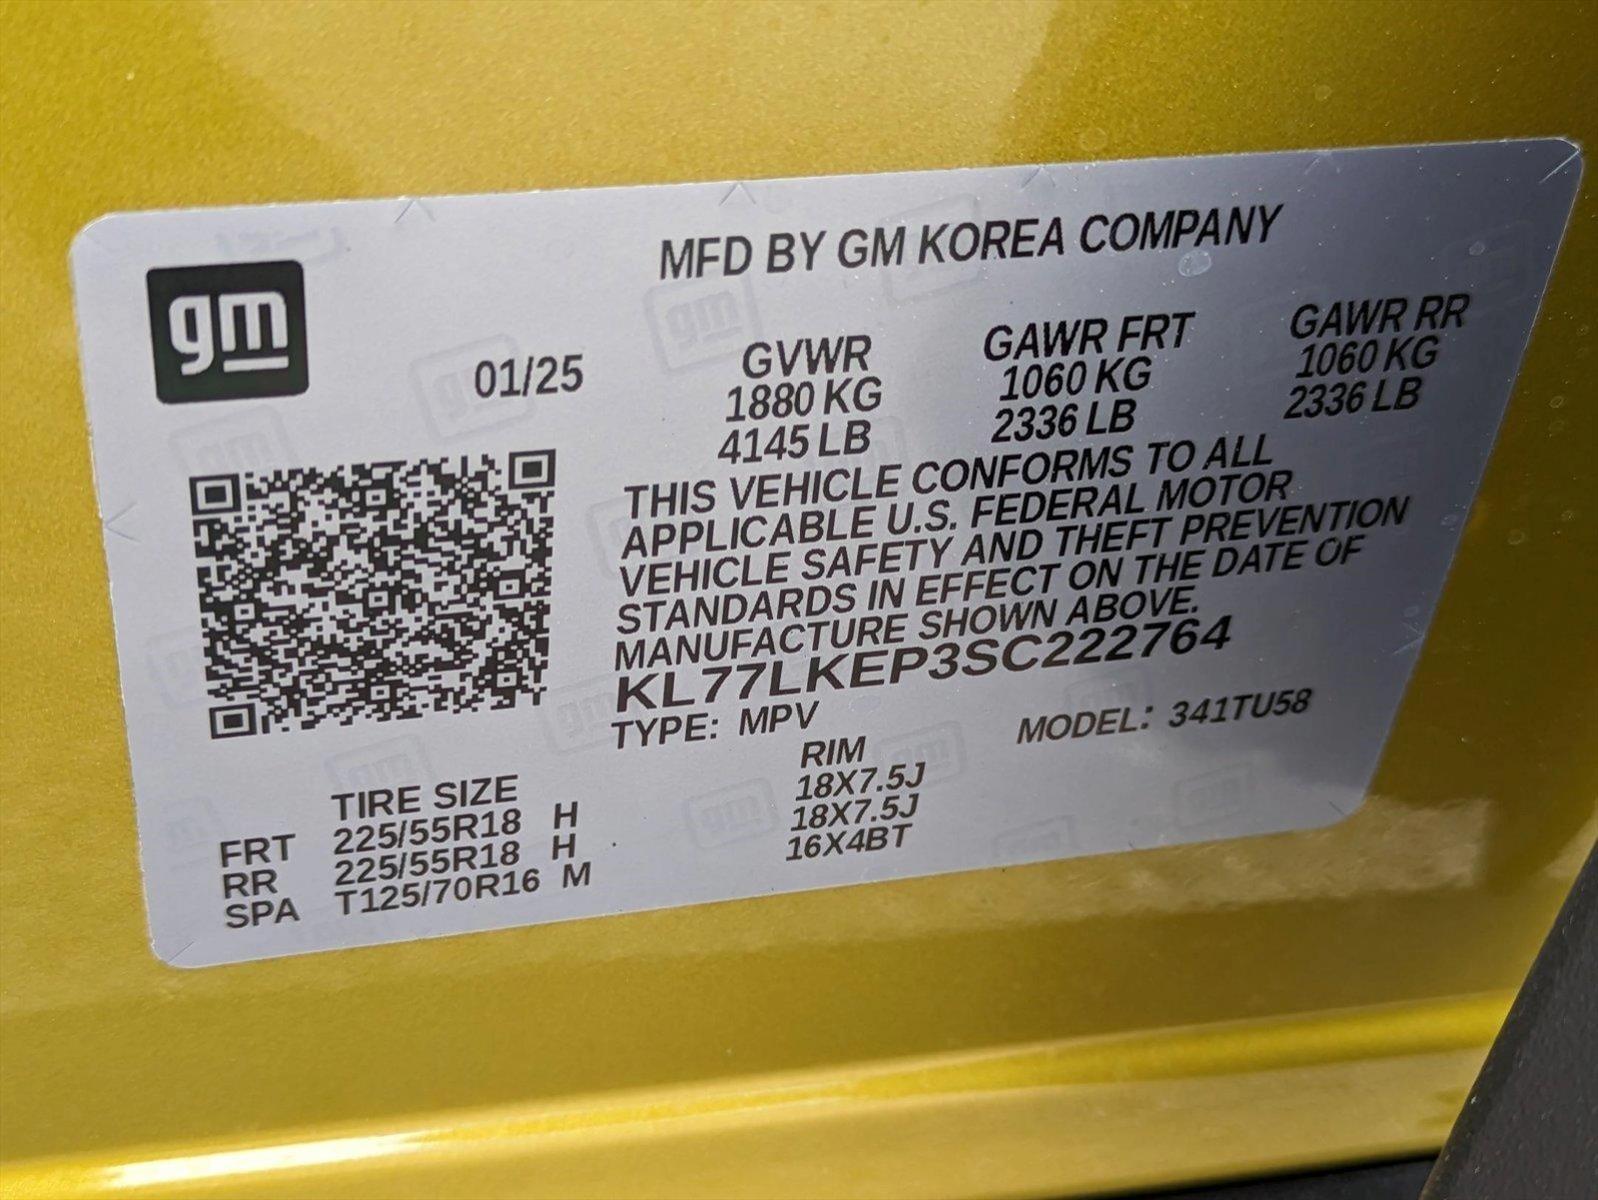 gm
MFD BY GM KOREA COMPANY
01/25
GVWR GAWR FRT GAWR RR
1880 KG 1060 KG 1060 KG
4145 LB 2336 LB 2336 LB
THIS VEHICLE CONFORMS TO ALL
APPLICABLE U.S. FEDERAL MOTOR
VEHICLE SAFETY AND THEFT PREVENTION
STANDARDS IN EFFECT ON THE DATE OF
MANUFACTURE SHOWN ABOVE.
KL77LKEP3SC222764
TYPE: MPV MODEL: 341TU58
TIRE SIZE RIM
FRT 225/55R18 H 18X7.5J
RR 225/55R18 H 18X7.5J
SPA T125/70R16 M 16X4BT